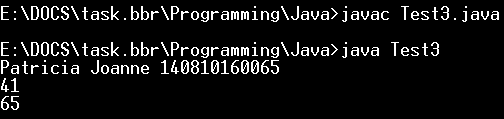 E:\DOCS\task.bbr\Programming\Java>javac Test3.java
E:\DOCS\task.bbr\Programming\Java>java Test3
Patricia Joanne 140810160065
41
65